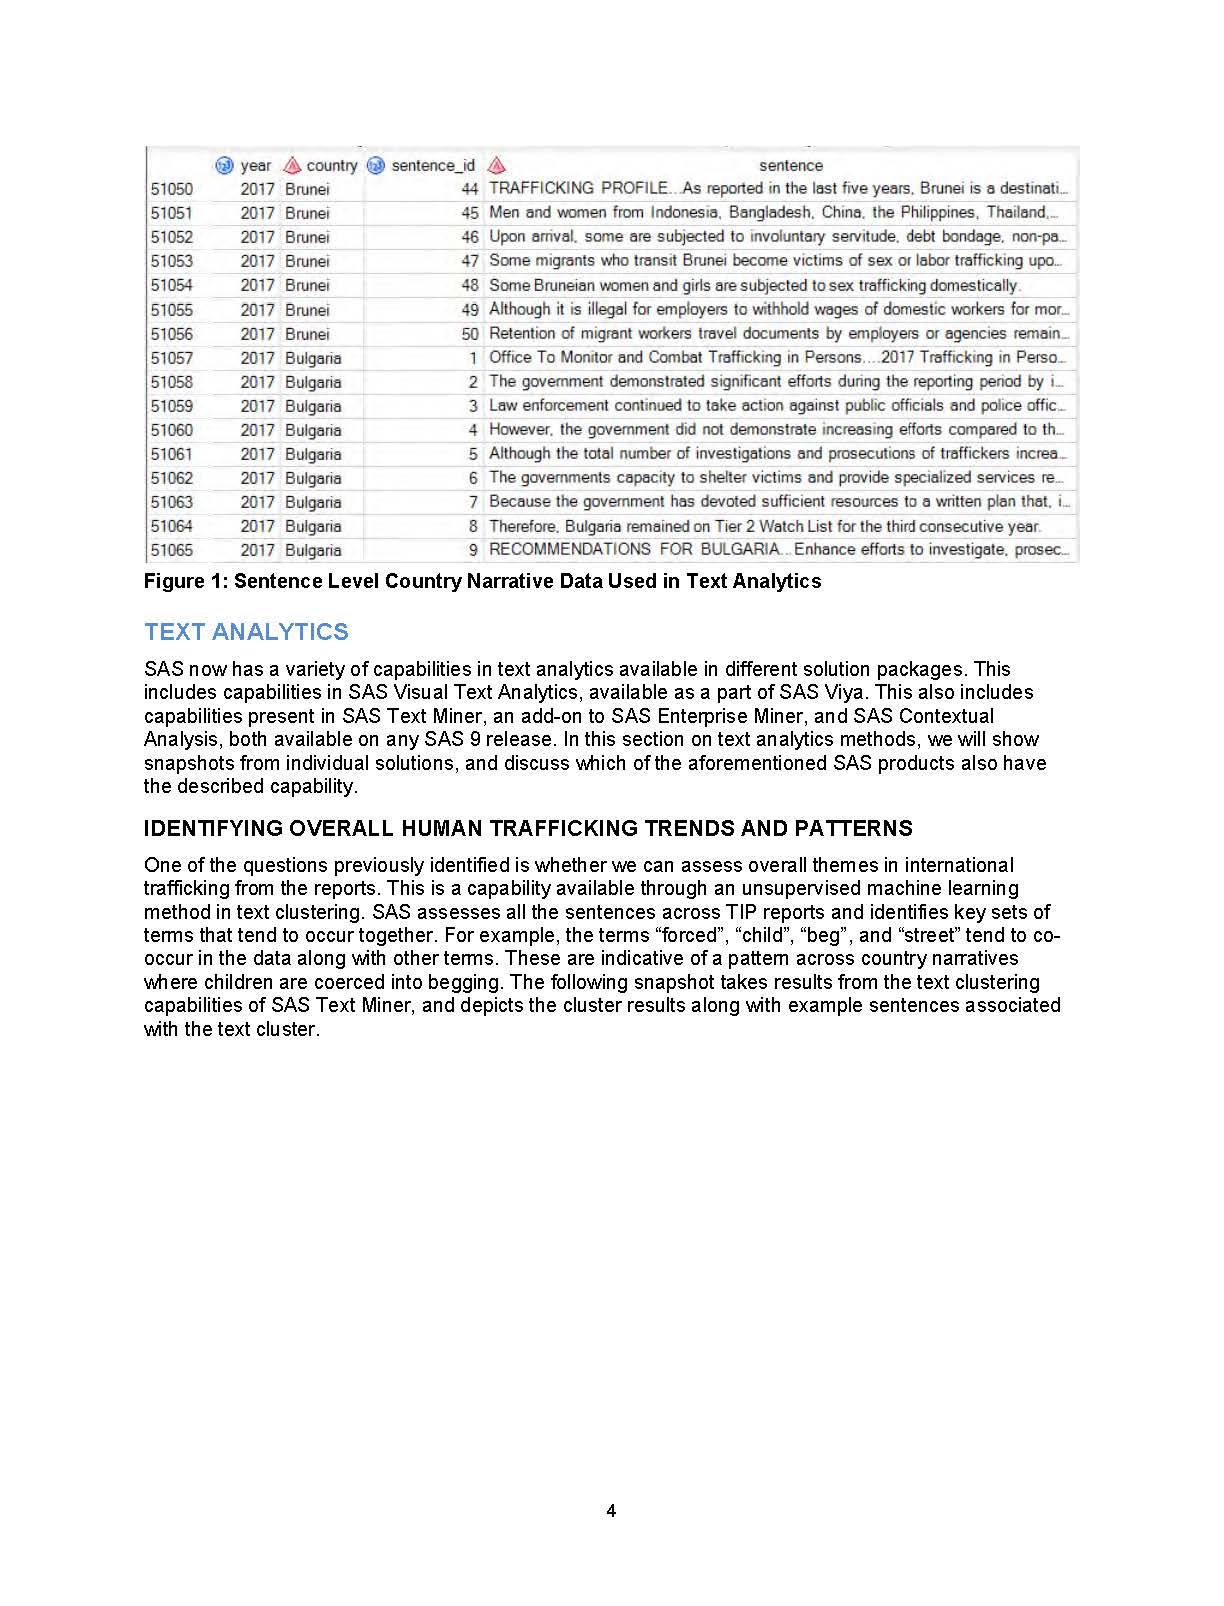 year country sentence_id sentence
51050 2017 Brunei 44 TRAFFICKING PROFILE...As reported in the last five years, Brunei is a destinati...
51051 2017 Brunei 45 Men and women from Indonesia, Bangladesh, China, the Philippines, Thailand,...
51052 2017 Brunei 46 Upon arrival, some are subjected to involuntary servitude, debt bondage, non-pa...
51053 2017 Brunei 47 Some migrants who transit Brunei become victims of sex or labor trafficking upo...
51054 2017 Brunei 48 Some Bruneian women and girls are subjected to sex trafficking domestically.
51055 2017 Brunei 49 Although it is illegal for employers to withhold wages of domestic workers for mor...
51056 2017 Brunei 50 Retention of migrant workers travel documents by employers or agencies remain...
51057 2017 Bulgaria 1 Office To Monitor and Combat Trafficking in Persons....2017 Trafficking in Perso...
51058 2017 Bulgaria 2 The government demonstrated significant efforts during the reporting period by i...
51059 2017 Bulgaria 3 Law enforcement continued to take action against public officials and police offic...
51060 2017 Bulgaria 4 However, the government did not demonstrate increasing efforts compared to th...
51061 2017 Bulgaria 5 Although the total number of investigations and prosecutions of traffickers increa...
51062 2017 Bulgaria 6 The governments capacity to shelter victims and provide specialized services re...
51063 2017 Bulgaria 7 Because the government has devoted sufficient resources to a written plan that, i...
51064 2017 Bulgaria 8 Therefore, Bulgaria remained on Tier 2 Watch List for the third consecutive year.
51065 2017 Bulgaria 9 RECOMMENDATIONS FOR BULGARIA...Enhance efforts to investigate, prosec...
Figure 1: Sentence Level Country Narrative Data Used in Text Analytics
TEXT ANALYTICS
SAS now has a variety of capabilities in text analytics available in different solution packages. This
includes capabilities in SAS Visual Text Analytics, available as a part of SAS Viya. This also includes
capabilities present in SAS Text Miner, an add-on to SAS Enterprise Miner, and SAS Contextual
Analysis, both available on any SAS 9 release. In this section on text analytics methods, we will show
snapshots from individual solutions, and discuss which of the aforementioned SAS products also have
the described capability.
IDENTIFYING OVERALL HUMAN TRAFFICKING TRENDS AND PATTERNS
One of the questions previously identified is whether we can assess overall themes in international
trafficking from the reports. This is a capability available through an unsupervised machine learning
method in text clustering. SAS assesses all the sentences across TIP reports and identifies key sets of
terms that tend to occur together. For example, the terms “forced”, “child”, “beg”, and “street” tend to co-
occur in the data along with other terms. These are indicative of a pattern across country narratives
where children are coerced into begging. The following snapshot takes results from the text clustering
capabilities of SAS Text Miner, and depicts the cluster results along with example sentences associated
with the text cluster.
4